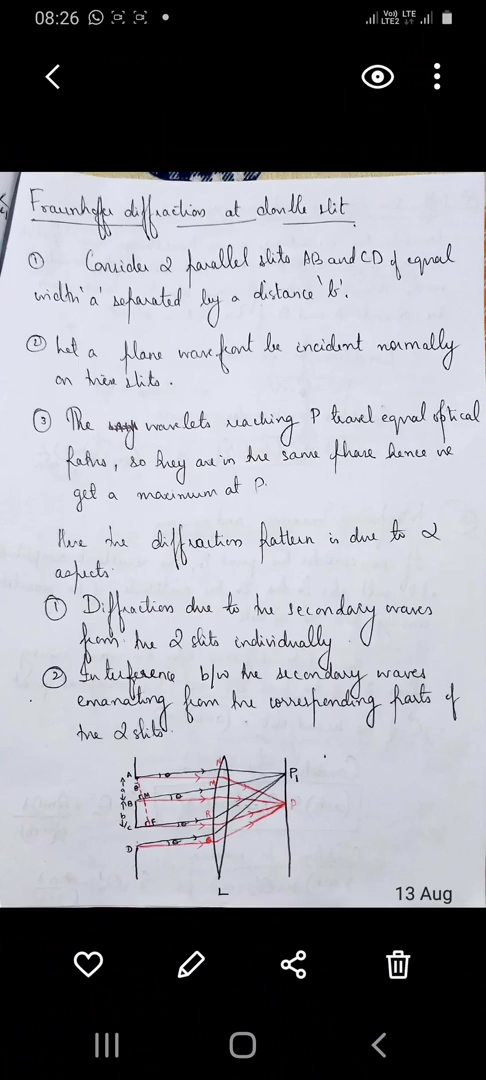 08:26
Vo) LTE
LTE2
Fraunhoffer diffraction at double slit
① Consider 2 parallel slits AB and CD of equal
width 'a' separated by a distance 'b'.
② Let a plane wavefront be incident normally
on these slits.
③ The wavelets reaching P travel equal optical
paths, so they are in the same phase hence we
get a maximum at P.
Here the diffraction pattern is due to 2
aspects.
① Diffraction due to the secondary waves
from the 2 slits individually.
② Interference b/w the secondary waves
emanating from the corresponding parts of
the 2 slits.
A
a
B
b
C
D
θ
M
θ
F
θ
θ
N
M
R
P₁
P
L
13 Aug